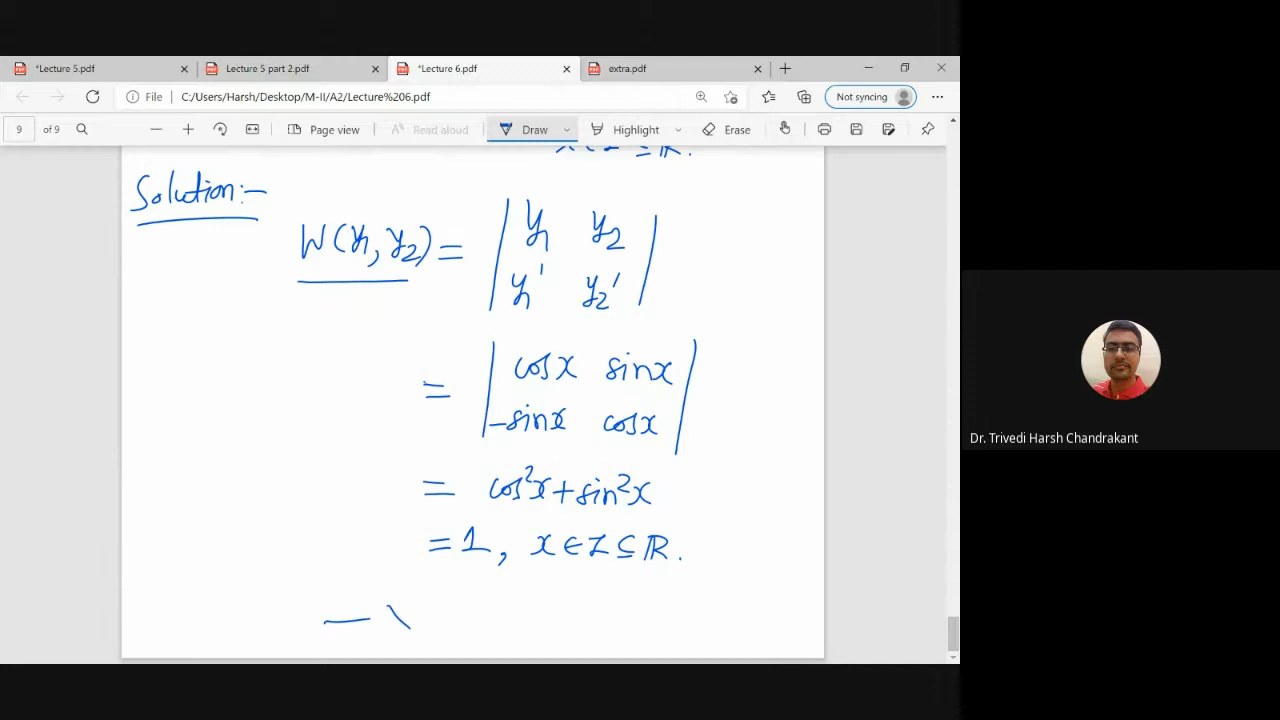 *Lecture 5.pdf
Lecture 5 part 2.pdf
*Lecture 6.pdf
extra.pdf
File
C:/Users/Harsh/Desktop/M-II/A2/Lecture%206.pdf
Not syncing
9 of 9
Page view
Read aloud
Draw
Highlight
Erase
x ∈ I ⊆ ℝ.
Solution:-
W(y₁, y₂) = | y₁ y₂ |
| y₁' y₂' |
= | cosx sinx |
| -sinx cosx |
= cos²x + sin²x
= 1, x ∈ I ⊆ ℝ.
Dr. Trivedi Harsh Chandrakant